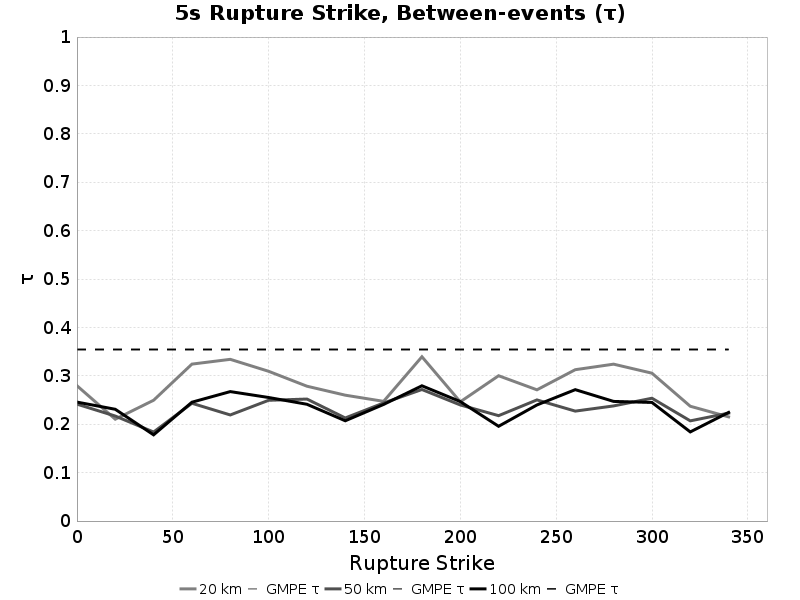 5s Rupture Strike, Between-events (τ)
1
0.9
0.8
0.7
0.6
0.5
0.4
0.3
0.2
0.1
0
τ
0 50 100 150 200 250 300 350
Rupture Strike
20 km GMPE τ 50 km GMPE τ 100 km GMPE τ